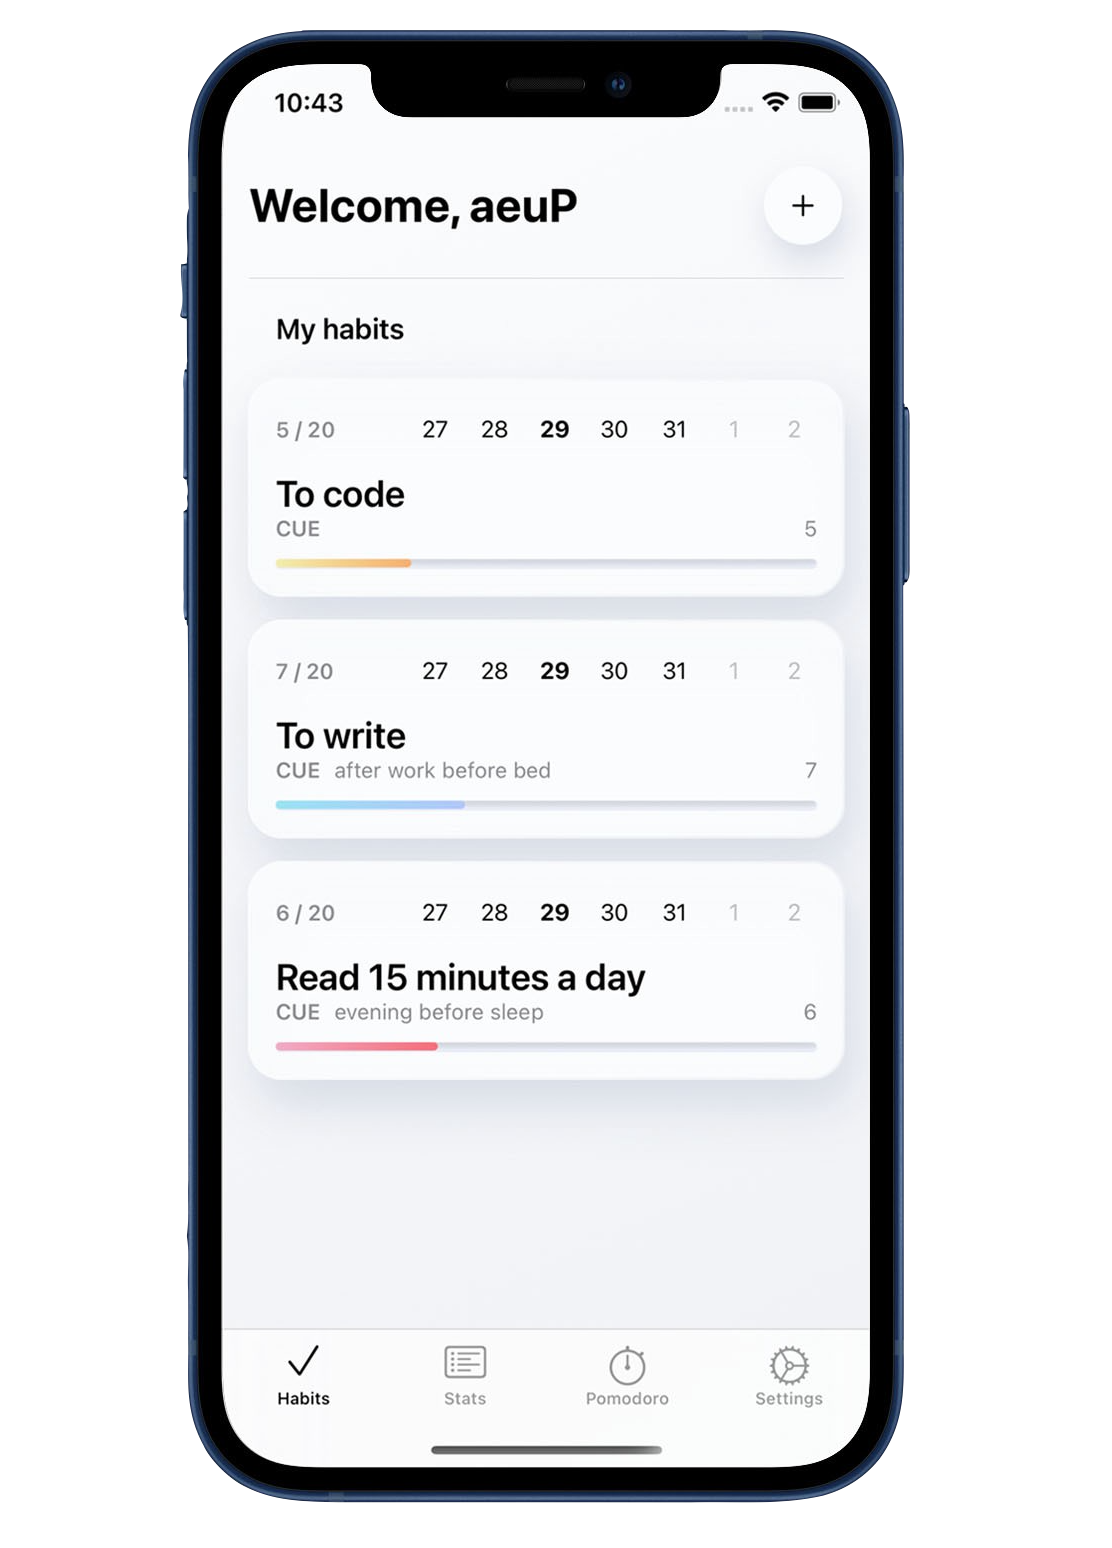 10:43
Welcome, aeuP
+
My habits
5 / 20 27 28 29 30 31 1 2
To code
CUE 5
7 / 20 27 28 29 30 31 1 2
To write
CUE after work before bed 7
6 / 20 27 28 29 30 31 1 2
Read 15 minutes a day
CUE evening before sleep 6
Habits Stats Pomodoro Settings